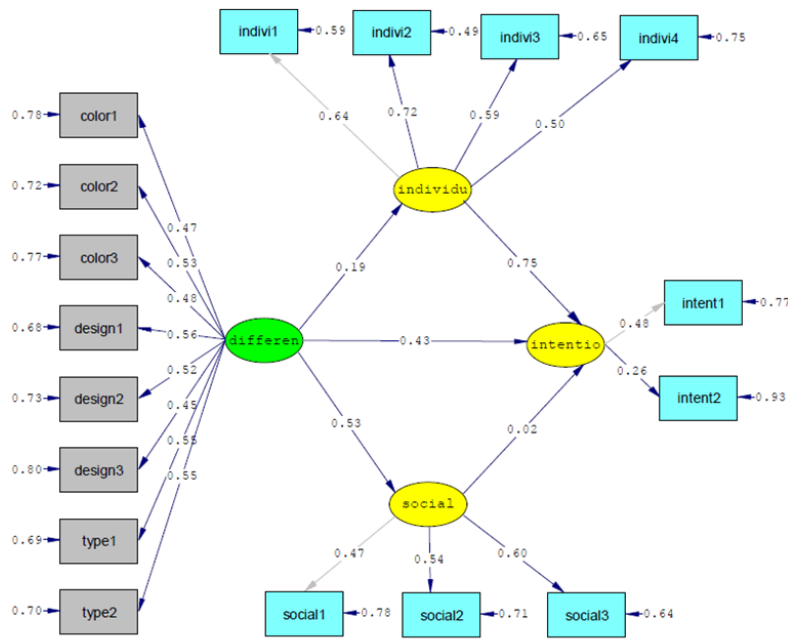 indivi1
0.59
indivi2
0.49
indivi3
0.65
indivi4
0.75
0.78
color1
0.72
color2
0.77
color3
0.68
design1
0.73
design2
0.80
design3
0.69
type1
0.70
type2
0.64
0.72
0.59
0.50
individu
0.47
0.53
0.48
0.56
0.52
0.45
0.55
0.55
differen
0.19
0.75
0.43
0.53
0.02
intentio
0.48
0.26
intent1
0.77
intent2
0.93
social
0.47
0.54
0.60
social1
0.78
social2
0.71
social3
0.64